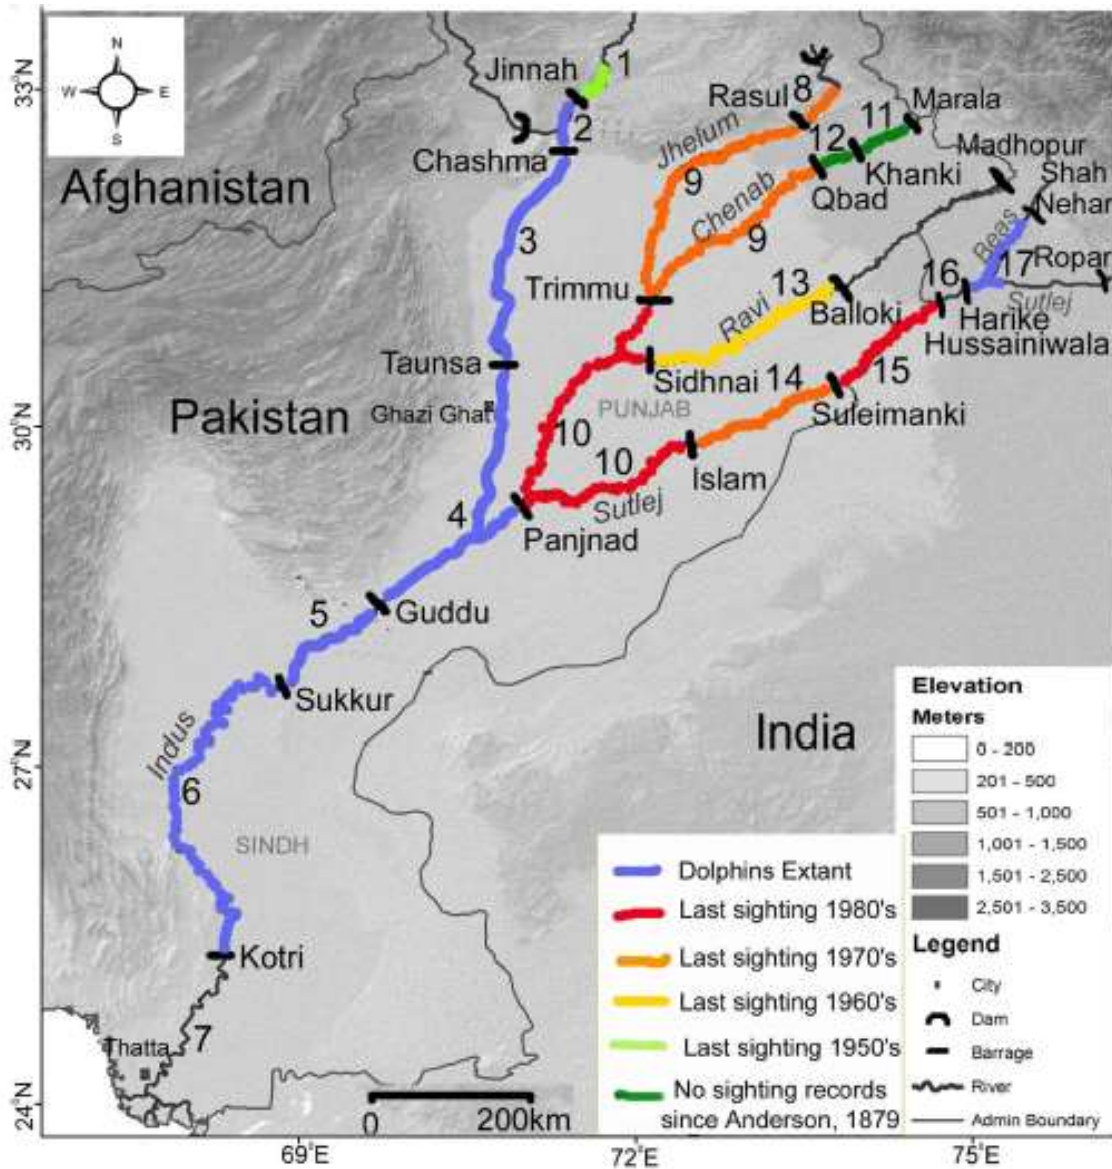 N
W E
S
33°N
30°N
27°N
24°N
69°E
72°E
75°E
Afghanistan
Pakistan
India
PUNJAB
SINDH
Jinnah
1
2
Chashma
3
Taunsa
Ghazi Ghat
4
Guddu
5
Sukkur
Indus
6
Kotri
7
Thatta
Rasul
8
Jhelum
9
Chenab
9
Trimmu
Marala
11
12
Khanki
Qbad
Madhopur
Shah
Nehar
Beas
17
Ropar
Sutlej
16
Harike
Hussainiwala
13
Balloki
Ravi
Sidhnai
14
15
Suleimanki
10
10
Islam
Sutlej
Panjnad
Elevation
Meters
0 - 200
201 - 500
501 - 1,000
1,001 - 1,500
1,501 - 2,500
2,501 - 3,500
Legend
City
Dam
Barrage
River
Admin Boundary
Dolphins Extant
Last sighting 1980's
Last sighting 1970's
Last sighting 1960's
Last sighting 1950's
No sighting records
since Anderson, 1879
0 200km